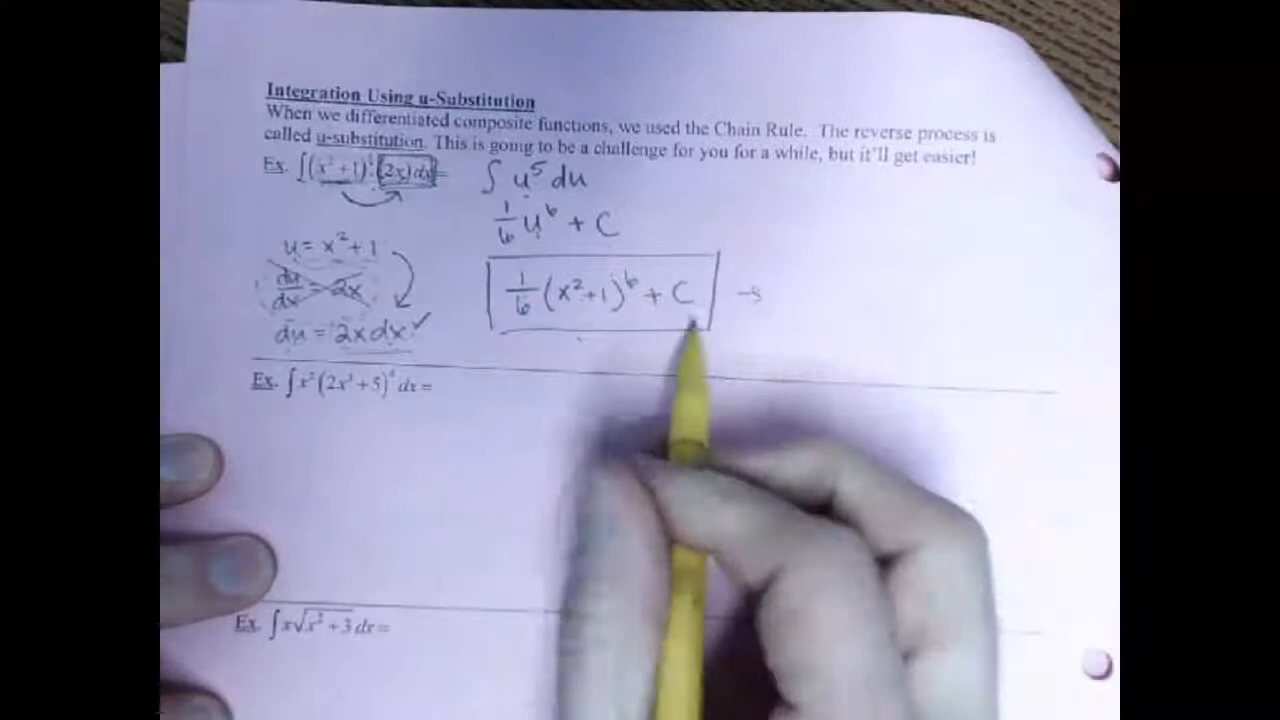 Integration Using u-Substitution
When we differentiated composite functions, we used the Chain Rule. The reverse process is
called u-substitution. This is going to be a challenge for you for a while, but it'll get easier!
Ex. ∫(x²+1)⁵(2x)dx=
∫ u⁵ du
1/6 u⁶ + C
u = x²+1
du/dx = 2x
1/6 (x²+1)⁶ + C
du = 2x dx ✓
Ex. ∫x²(2x³+5) dx =
Ex. ∫x√(x²+3) dx =